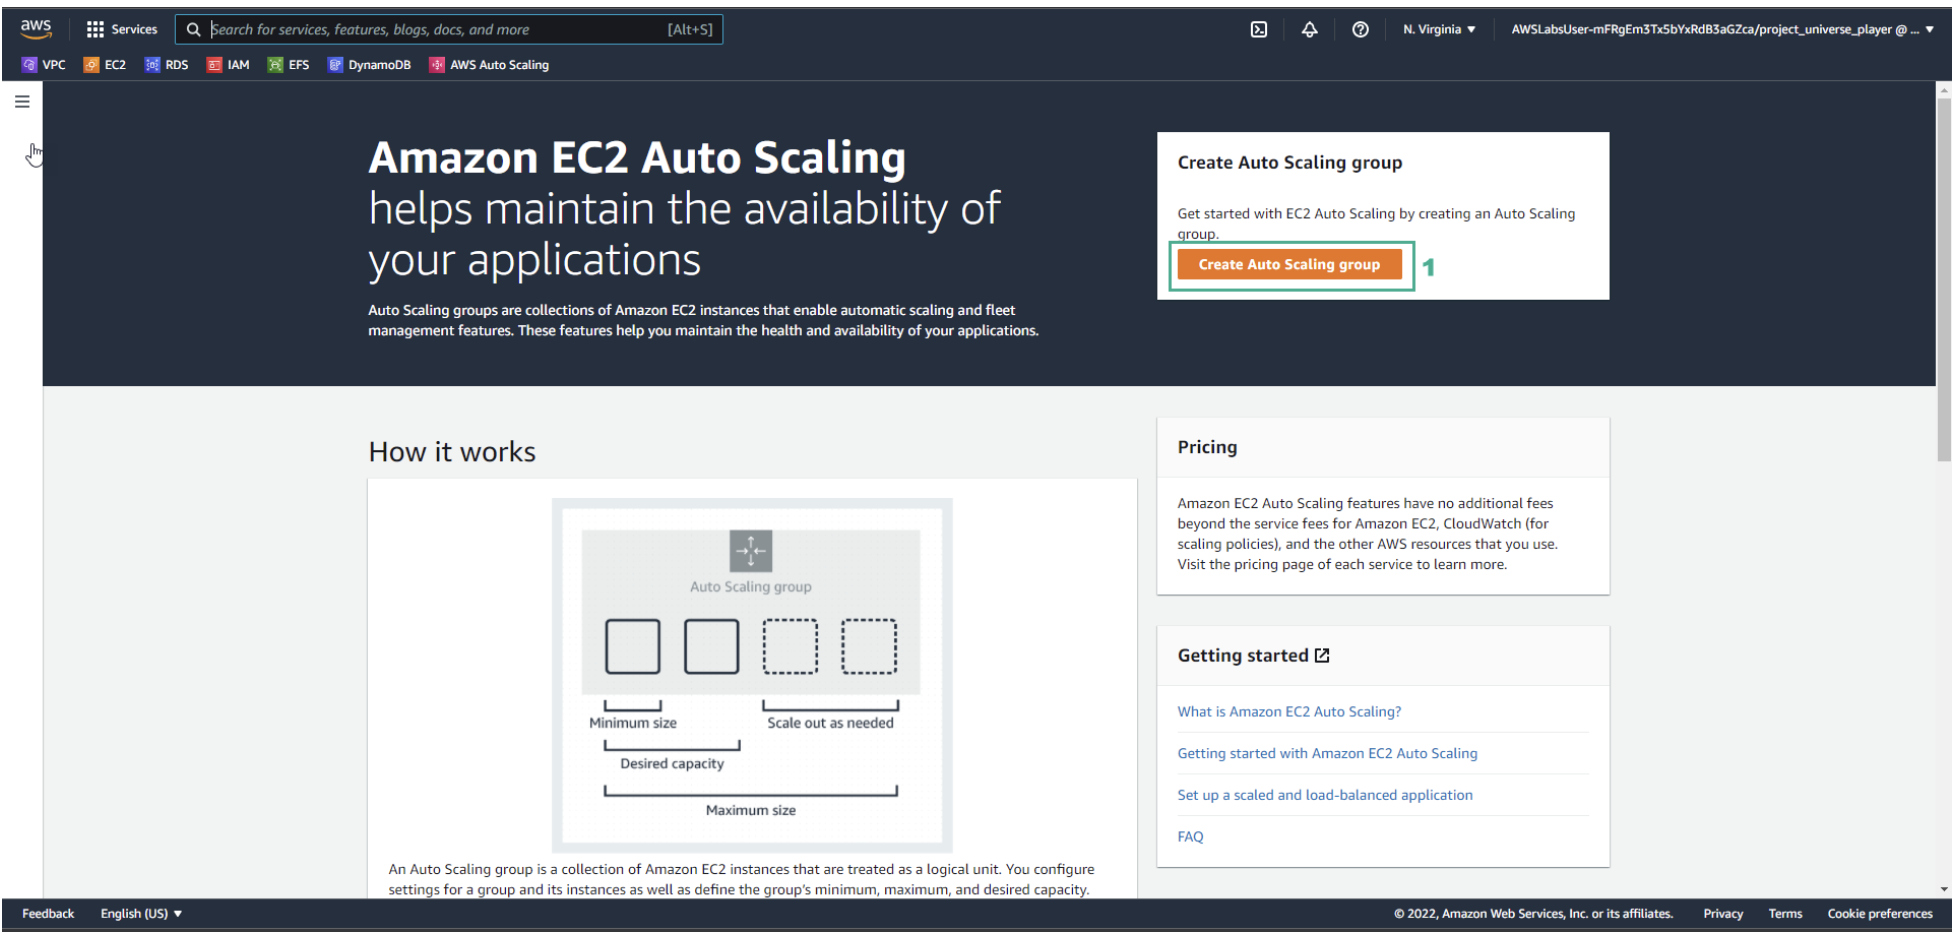 aws
Services
Search for services, features, blogs, docs, and more
[Alt+S]
N. Virginia ▼
AWSLabsUser-mFRgEm3Tx5bYxRdB3aGZca/project_universe_player @ ... ▼
VPC
EC2
RDS
IAM
EFS
DynamoDB
AWS Auto Scaling
Amazon EC2 Auto Scaling
helps maintain the availability of
your applications
Auto Scaling groups are collections of Amazon EC2 instances that enable automatic scaling and fleet
management features. These features help you maintain the health and availability of your applications.
Create Auto Scaling group
Get started with EC2 Auto Scaling by creating an Auto Scaling
group.
Create Auto Scaling group
1
How it works
Auto Scaling group
Minimum size
Scale out as needed
Desired capacity
Maximum size
An Auto Scaling group is a collection of Amazon EC2 instances that are treated as a logical unit. You configure
settings for a group and its instances as well as define the group's minimum, maximum, and desired capacity.
Pricing
Amazon EC2 Auto Scaling features have no additional fees
beyond the service fees for Amazon EC2, CloudWatch (for
scaling policies), and the other AWS resources that you use.
Visit the pricing page of each service to learn more.
Getting started
What is Amazon EC2 Auto Scaling?
Getting started with Amazon EC2 Auto Scaling
Set up a scaled and load-balanced application
FAQ
Feedback
English (US) ▼
© 2022, Amazon Web Services, Inc. or its affiliates.
Privacy
Terms
Cookie preferences